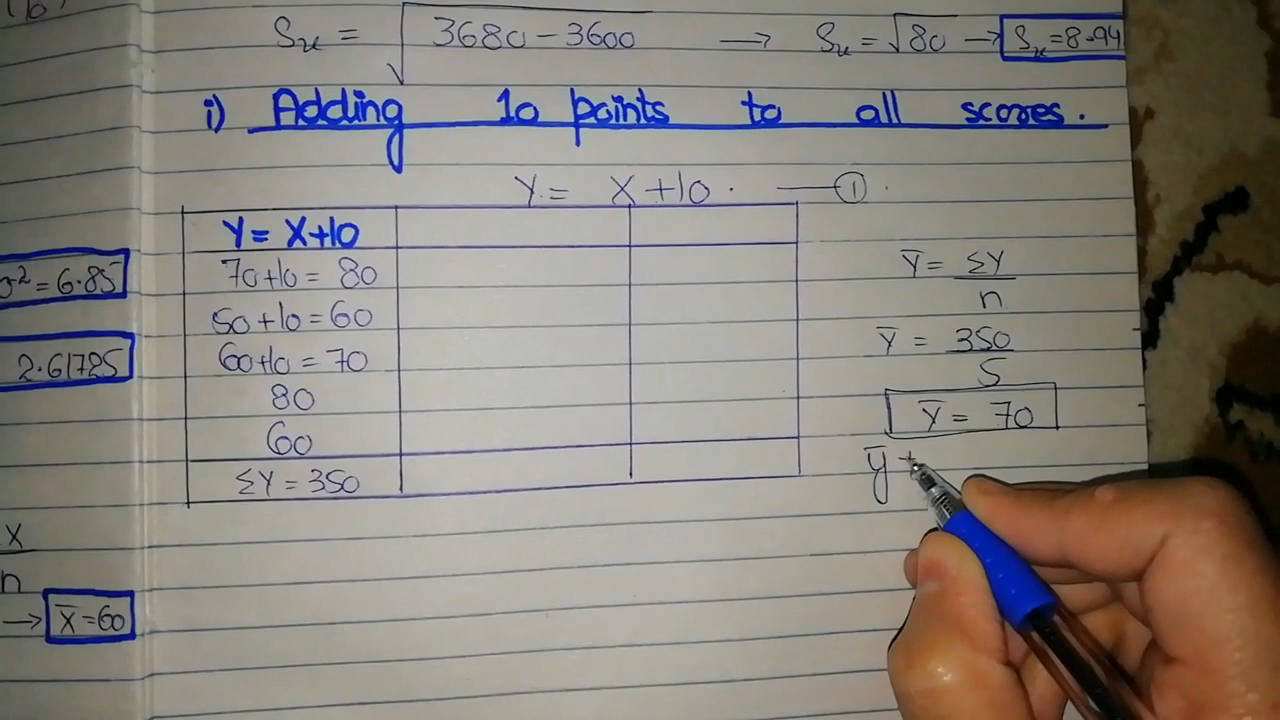 Sx = √3680-3600 → Sx = √80 → Sx = 8.94
i) Adding 10 points to all scores.
Y = X+10. —①.
Y = X+10
70+10 = 80
50+10 = 60
60+10 = 70
80
60
ΣY = 350
Ȳ = ΣY
n
Ȳ = 350
5
Ȳ = 70
ȳ
σ² = 6.85
2.61725
X
n
→ X̄ = 60